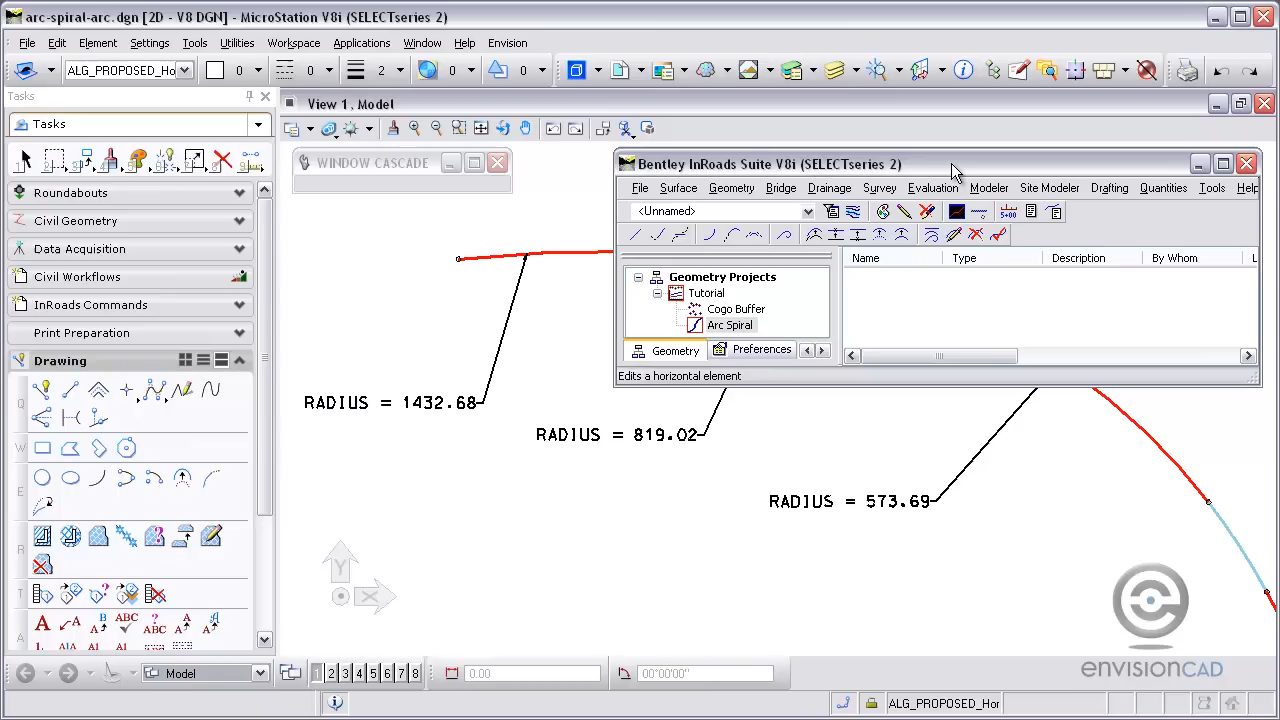 arc-spiral-arc.dgn [2D - V8 DGN] - MicroStation V8i (SELECTseries 2)
File Edit Element Settings Tools Utilities Workspace Applications Window Help Envision
ALG_PROPOSED_Ho 0 0 2 0 0
Tasks
View 1, Model
Tasks
WINDOW CASCADE
Bentley InRoads Suite V8i (SELECTseries 2)
File Surface Geometry Bridge Drainage Survey Evaluation Modeler Site Modeler Drafting Quantities Tools Help
<Unnamed>
5+00
Roundabouts
Civil Geometry
Data Acquisition
Civil Workflows
InRoads Commands
Print Preparation
Drawing
Name Type Description By Whom L
Geometry Projects
Tutorial
Cogo Buffer
Arc Spiral
Geometry Preferences
Edits a horizontal element
RADIUS = 1432.68
RADIUS = 819.02
RADIUS = 573.69
Q
W
E
R
T
A
Y
X
envisionCAD
Model
1 2 3 4 5 6 7 8
0.00
00°00'00"
ALG_PROPOSED_Hor